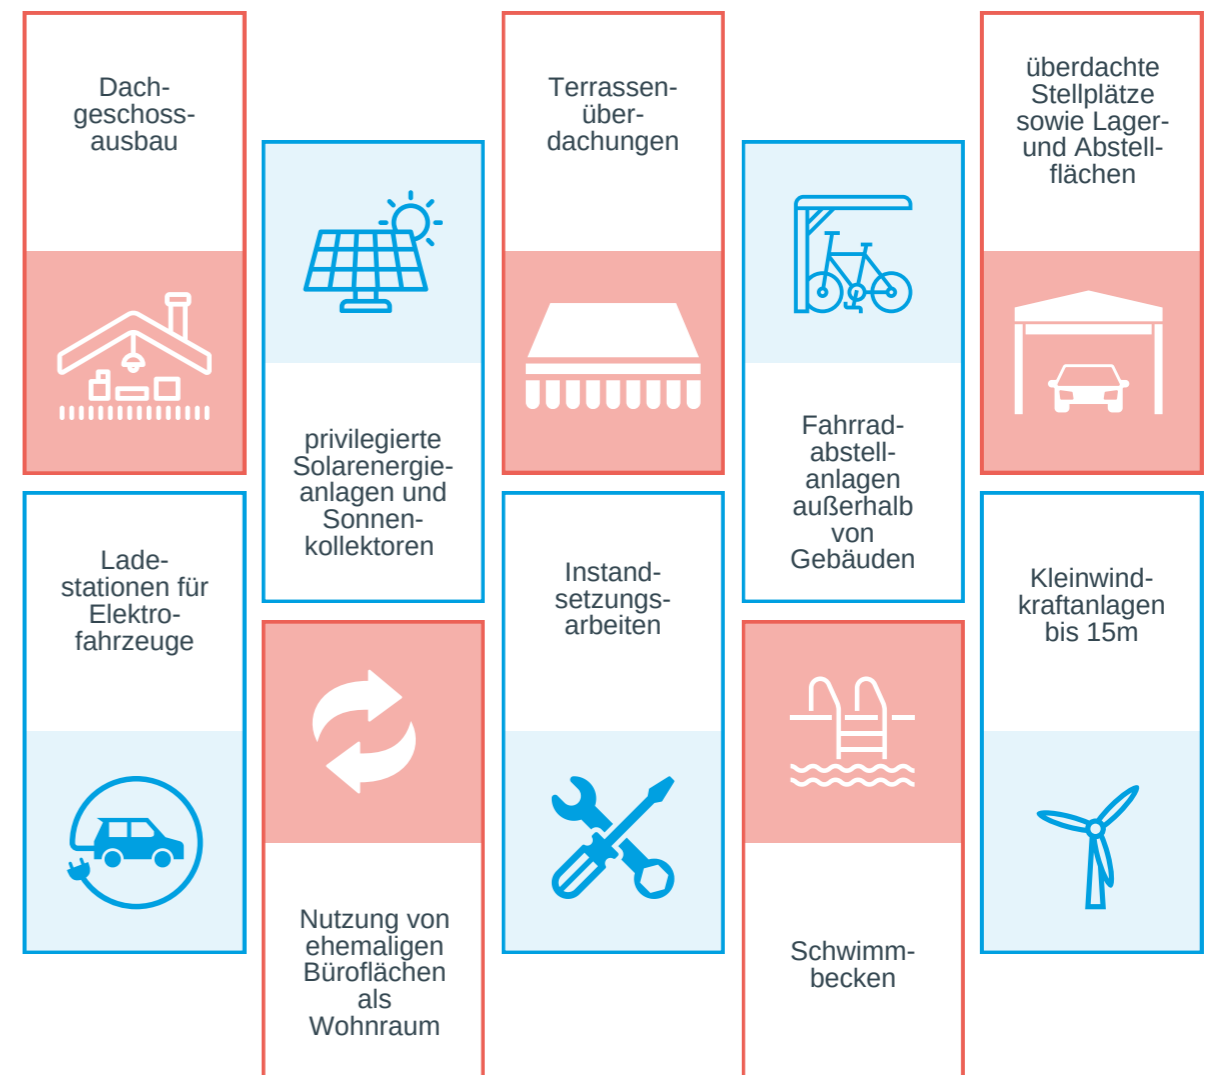 Dach-
geschoss-
ausbau
privilegierte
Solarenergie-
anlagen und
Sonnen-
kollektoren
Terrassen-
über-
dachungen
Fahrrad-
abstell-
anlagen
außerhalb
von
Gebäuden
überdachte
Stellplätze
sowie Lager-
und Abstell-
flächen
Lade-
stationen für
Elektro-
fahrzeuge
Nutzung von
ehemaligen
Büroflächen
als
Wohnraum
Instand-
setzungs-
arbeiten
Schwimm-
becken
Kleinwind-
kraftanlagen
bis 15m